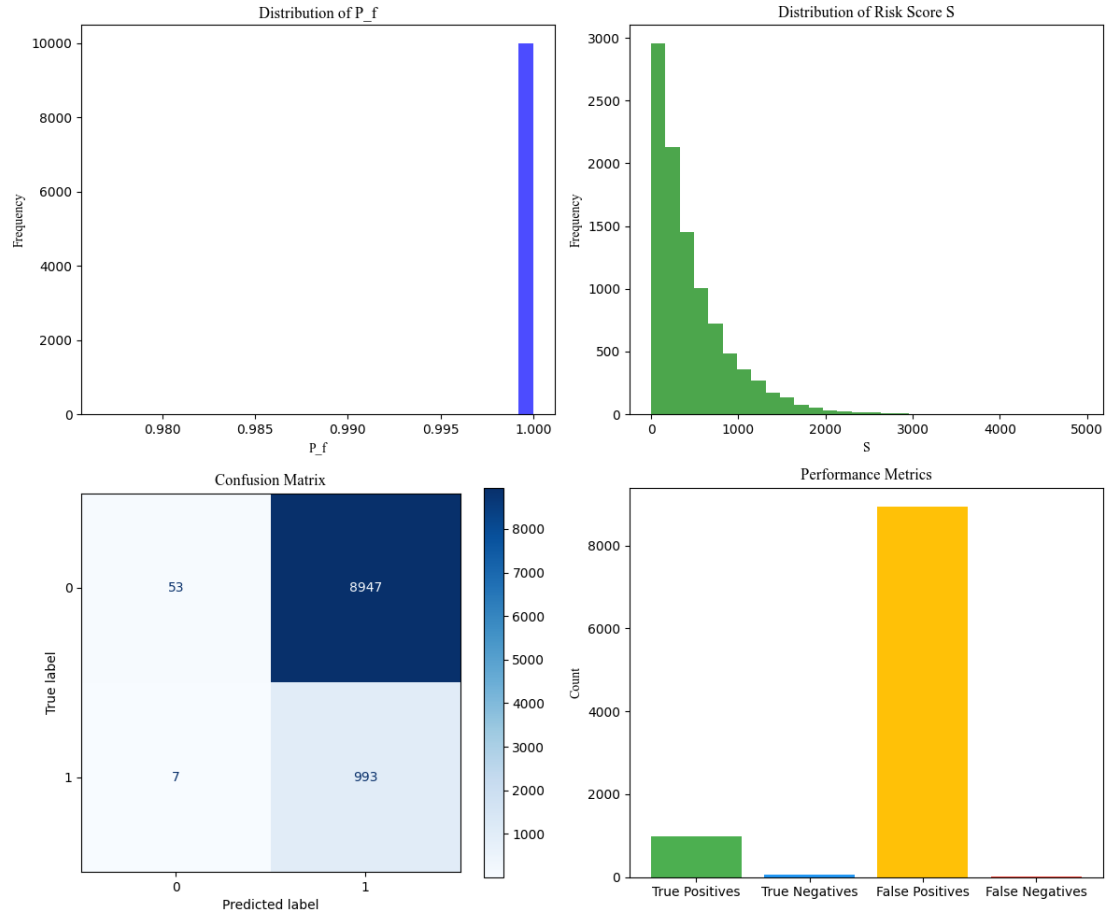 Distribution of P_f
10000
8000
6000
4000
2000
0
Frequency
0.980 0.985 0.990 0.995 1.000
P_f
Distribution of Risk Score S
3000
2500
2000
1500
1000
500
0
Frequency
0 1000 2000 3000 4000 5000
S
Confusion Matrix
0
1
True label
53 8947
7 993
0 1
Predicted label
8000
7000
6000
5000
4000
3000
2000
1000
Performance Metrics
8000
6000
4000
2000
0
Count
True Positives True Negatives False Positives False Negatives